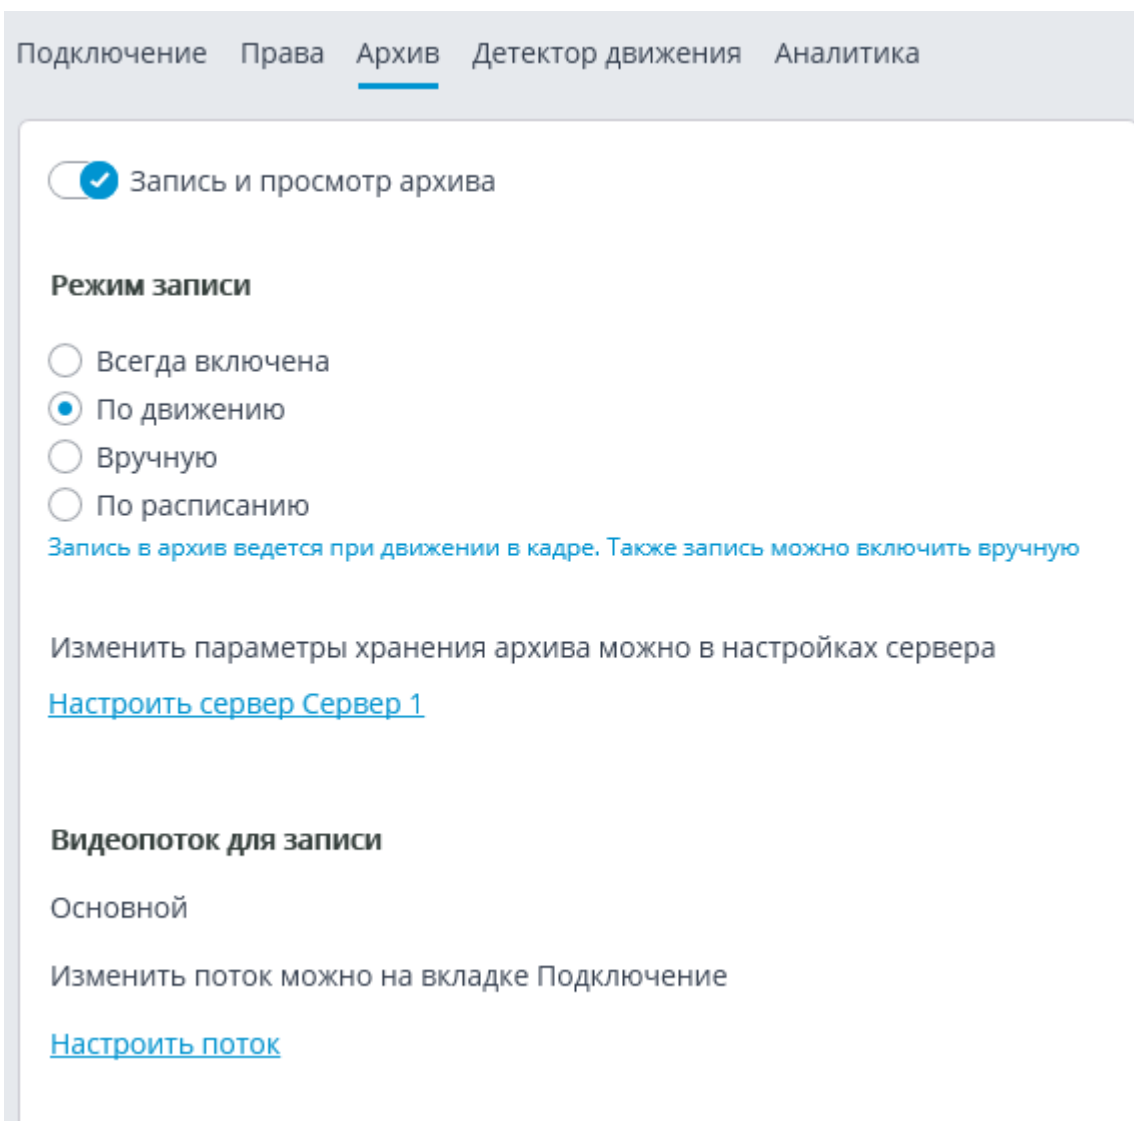 Подключение Права Архив Детектор движения Аналитика
Запись и просмотр архива
Режим записи
Всегда включена
По движению
Вручную
По расписанию
Запись в архив ведется при движении в кадре. Также запись можно включить вручную
Изменить параметры хранения архива можно в настройках сервера
Настроить сервер Сервер 1
Видеопоток для записи
Основной
Изменить поток можно на вкладке Подключение
Настроить поток